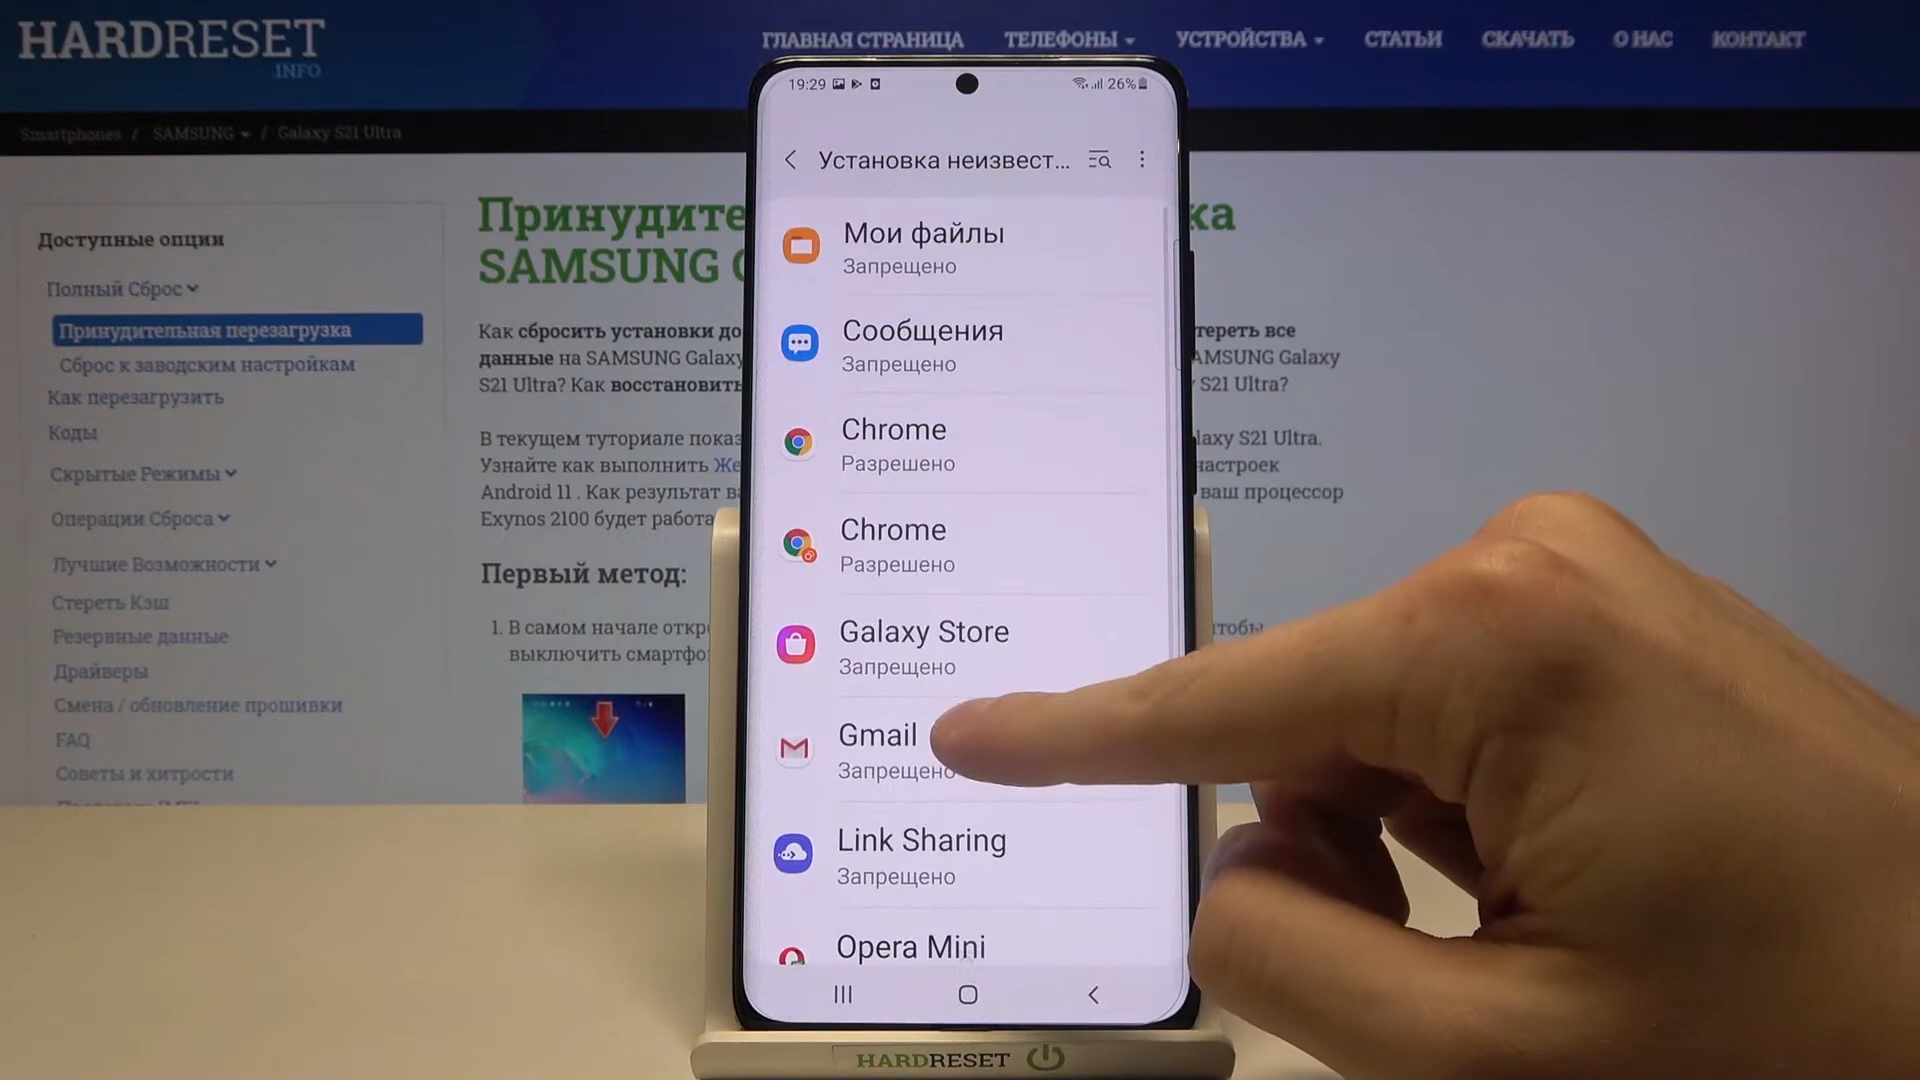 HARDRESET
.INFO
ГЛАВНАЯ СТРАНИЦА ТЕЛЕФОНЫ УСТРОЙСТВА СТАТЬИ СКАЧАТЬ О НАС КОНТАКТ
Smartphones / SAMSUNG / Galaxy S21 Ultra
Доступные опции
Полный Сброс
Принудительная перезагрузка
Сброс к заводским настройкам
Как перезагрузить
Коды
Скрытые Режимы
Операции Сброса
Лучшие Возможности
Стереть Кэш
Резервные данные
Драйверы
Смена / обновление прошивки
FAQ
Советы и хитрости
Принудите ка
SAMSUNG G
Как сбросить установки до тереть все
данные на SAMSUNG Galaxy AMSUNG Galaxy
S21 Ultra? Как восстановить S21 Ultra?
В текущем туториале показ laxy S21 Ultra.
Узнайте как выполнить Же настроек
Android 11 . Как результат ва ваш процессор
Exynos 2100 будет работа
Первый метод:
1. В самом начале откр чтобы
выключить смартфо
19:29 26%
Установка неизвест...
Мои файлы
Запрещено
Сообщения
Запрещено
Chrome
Разрешено
Chrome
Разрешено
Galaxy Store
Запрещено
Gmail
Запрещено
Link Sharing
Запрещено
Opera Mini
HARDRESET